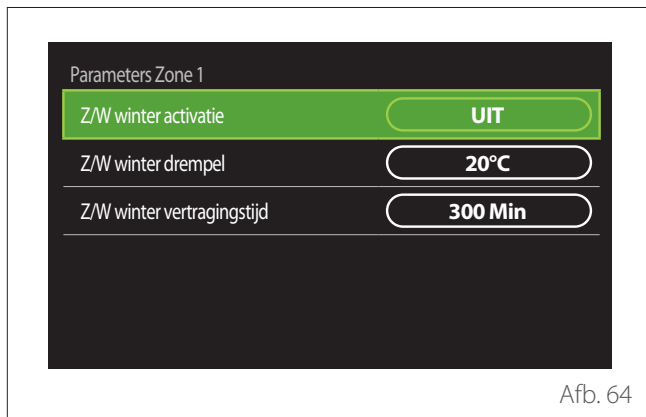 Parameters Zone 1
Z/W winter activatie UIT
Z/W winter drempel 20°C
Z/W winter vertragingstijd 300 Min
Afb. 64